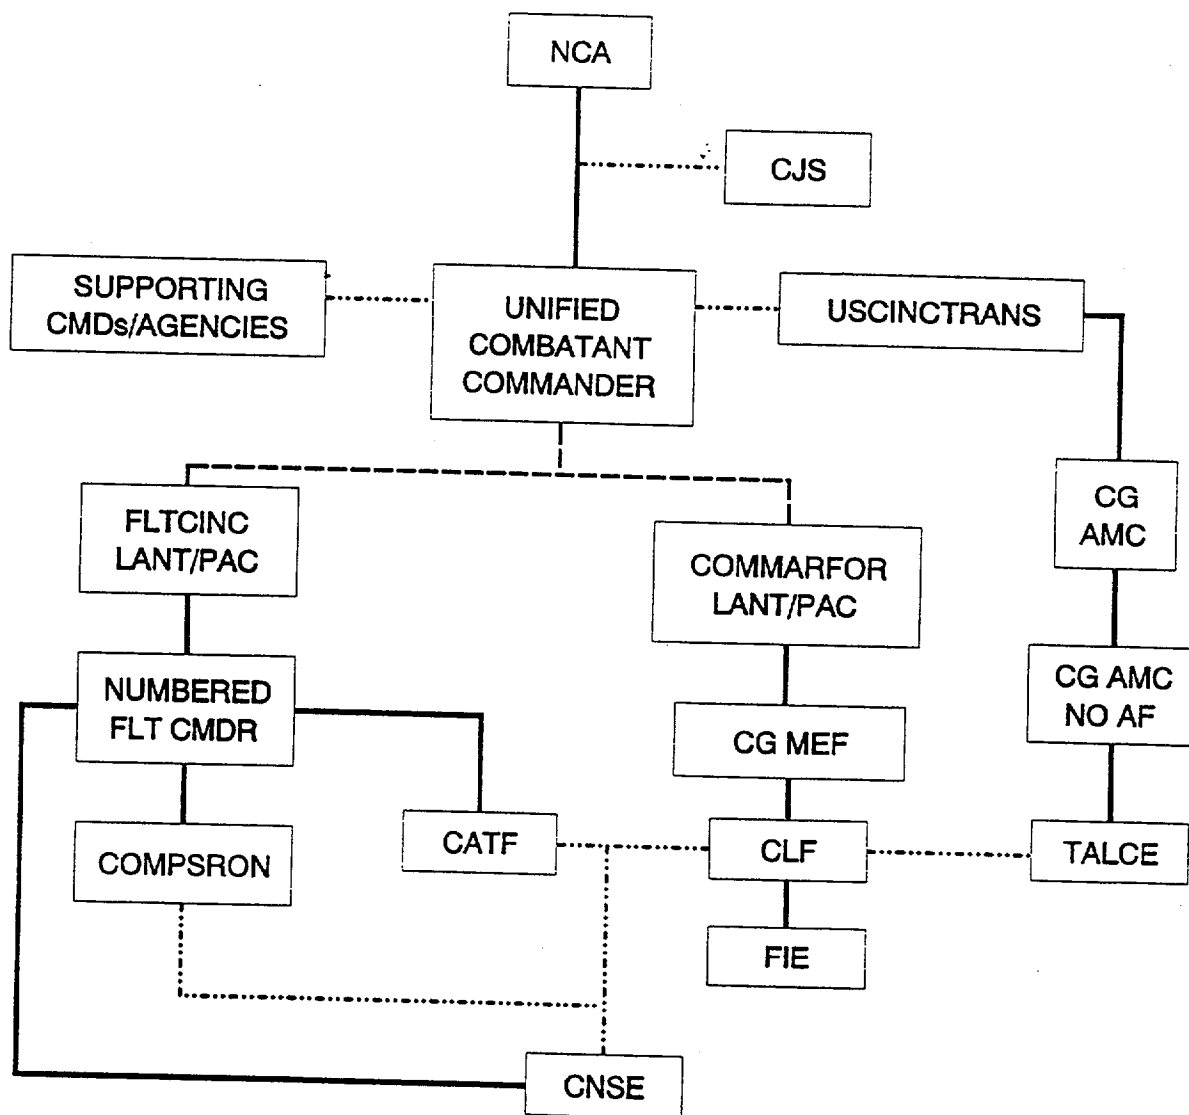 NCA
CJS
SUPPORTING
CMDs/AGENCIES
UNIFIED
COMBATANT
COMMANDER
USCINCTRANS
FLTCINC
LANT/PAC
COMMARFOR
LANT/PAC
CG
AMC
NUMBERED
FLT CMDR
CG MEF
CG AMC
NO AF
COMPSRON
CATF
CLF
TALCE
FIE
CNSE